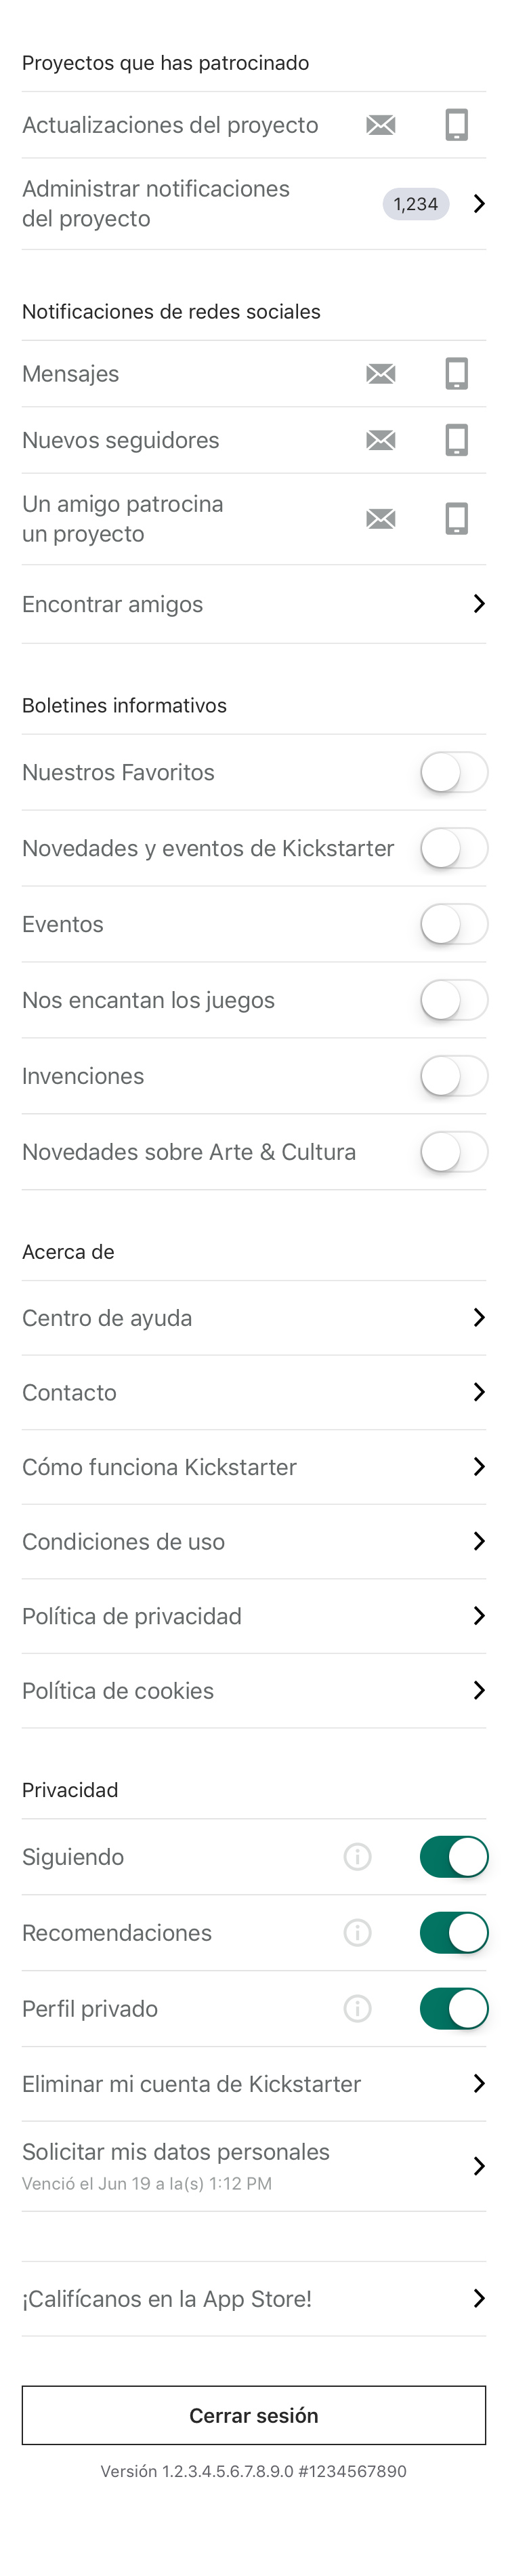 Proyectos que has patrocinado
Actualizaciones del proyecto
Administrar notificaciones
del proyecto
1,234
Notificaciones de redes sociales
Mensajes
Nuevos seguidores
Un amigo patrocina
un proyecto
Encontrar amigos
Boletines informativos
Nuestros Favoritos
Novedades y eventos de Kickstarter
Eventos
Nos encantan los juegos
Invenciones
Novedades sobre Arte & Cultura
Acerca de
Centro de ayuda
Contacto
Cómo funciona Kickstarter
Condiciones de uso
Política de privacidad
Política de cookies
Privacidad
Siguiendo
Recomendaciones
Perfil privado
Eliminar mi cuenta de Kickstarter
Solicitar mis datos personales
Venció el Jun 19 a la(s) 1:12 PM
¡Califícanos en la App Store!
Cerrar sesión
Versión 1.2.3.4.5.6.7.8.9.0 #1234567890